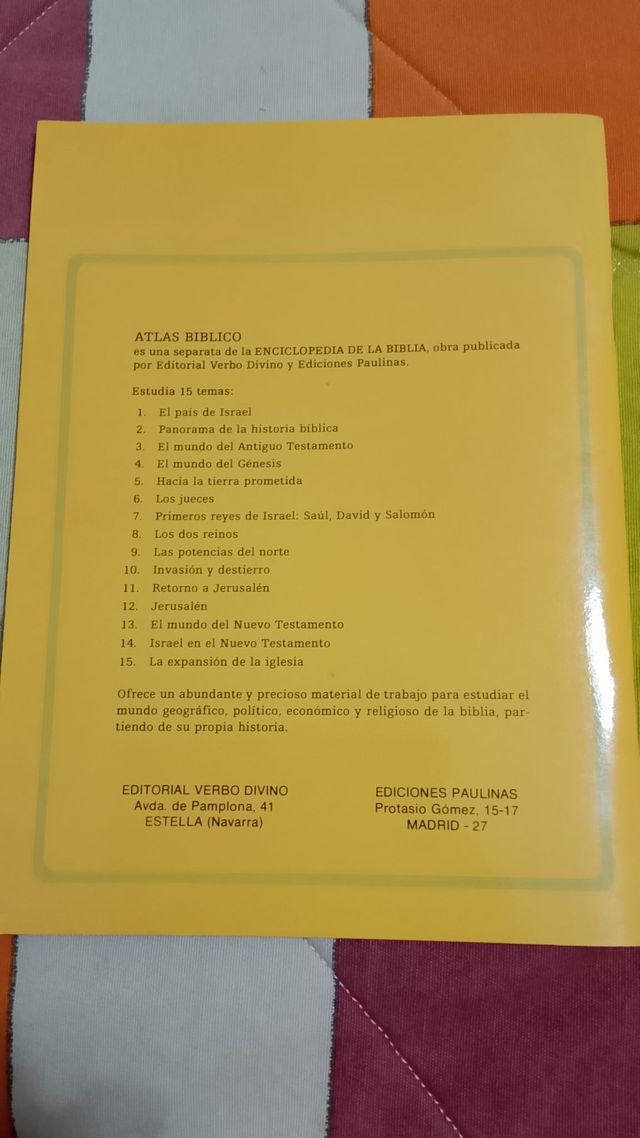 ATLAS BIBLICO
es una separata de la ENCICLOPEDIA DE LA BIBLIA, obra publicada
por Editorial Verbo Divino y Ediciones Paulinas.
Estudia 15 temas:
1. El país de Israel
2. Panorama de la historia bíblica
3. El mundo del Antiguo Testamento
4. El mundo del Génesis
5. Hacia la tierra prometida
6. Los jueces
7. Primeros reyes de Israel: Saúl, David y Salomón
8. Los dos reinos
9. Las potencias del norte
10. Invasión y destierro
11. Retorno a Jerusalén
12. Jerusalén
13. El mundo del Nuevo Testamento
14. Israel en el Nuevo Testamento
15. La expansión de la iglesia
Ofrece un abundante y precioso material de trabajo para estudiar el
mundo geográfico, político, económico y religioso de la biblia, par-
tiendo de su propia historia.
EDITORIAL VERBO DIVINO
Avda. de Pamplona, 41
ESTELLA (Navarra)
EDICIONES PAULINAS
Protasio Gómez, 15-17
MADRID - 27